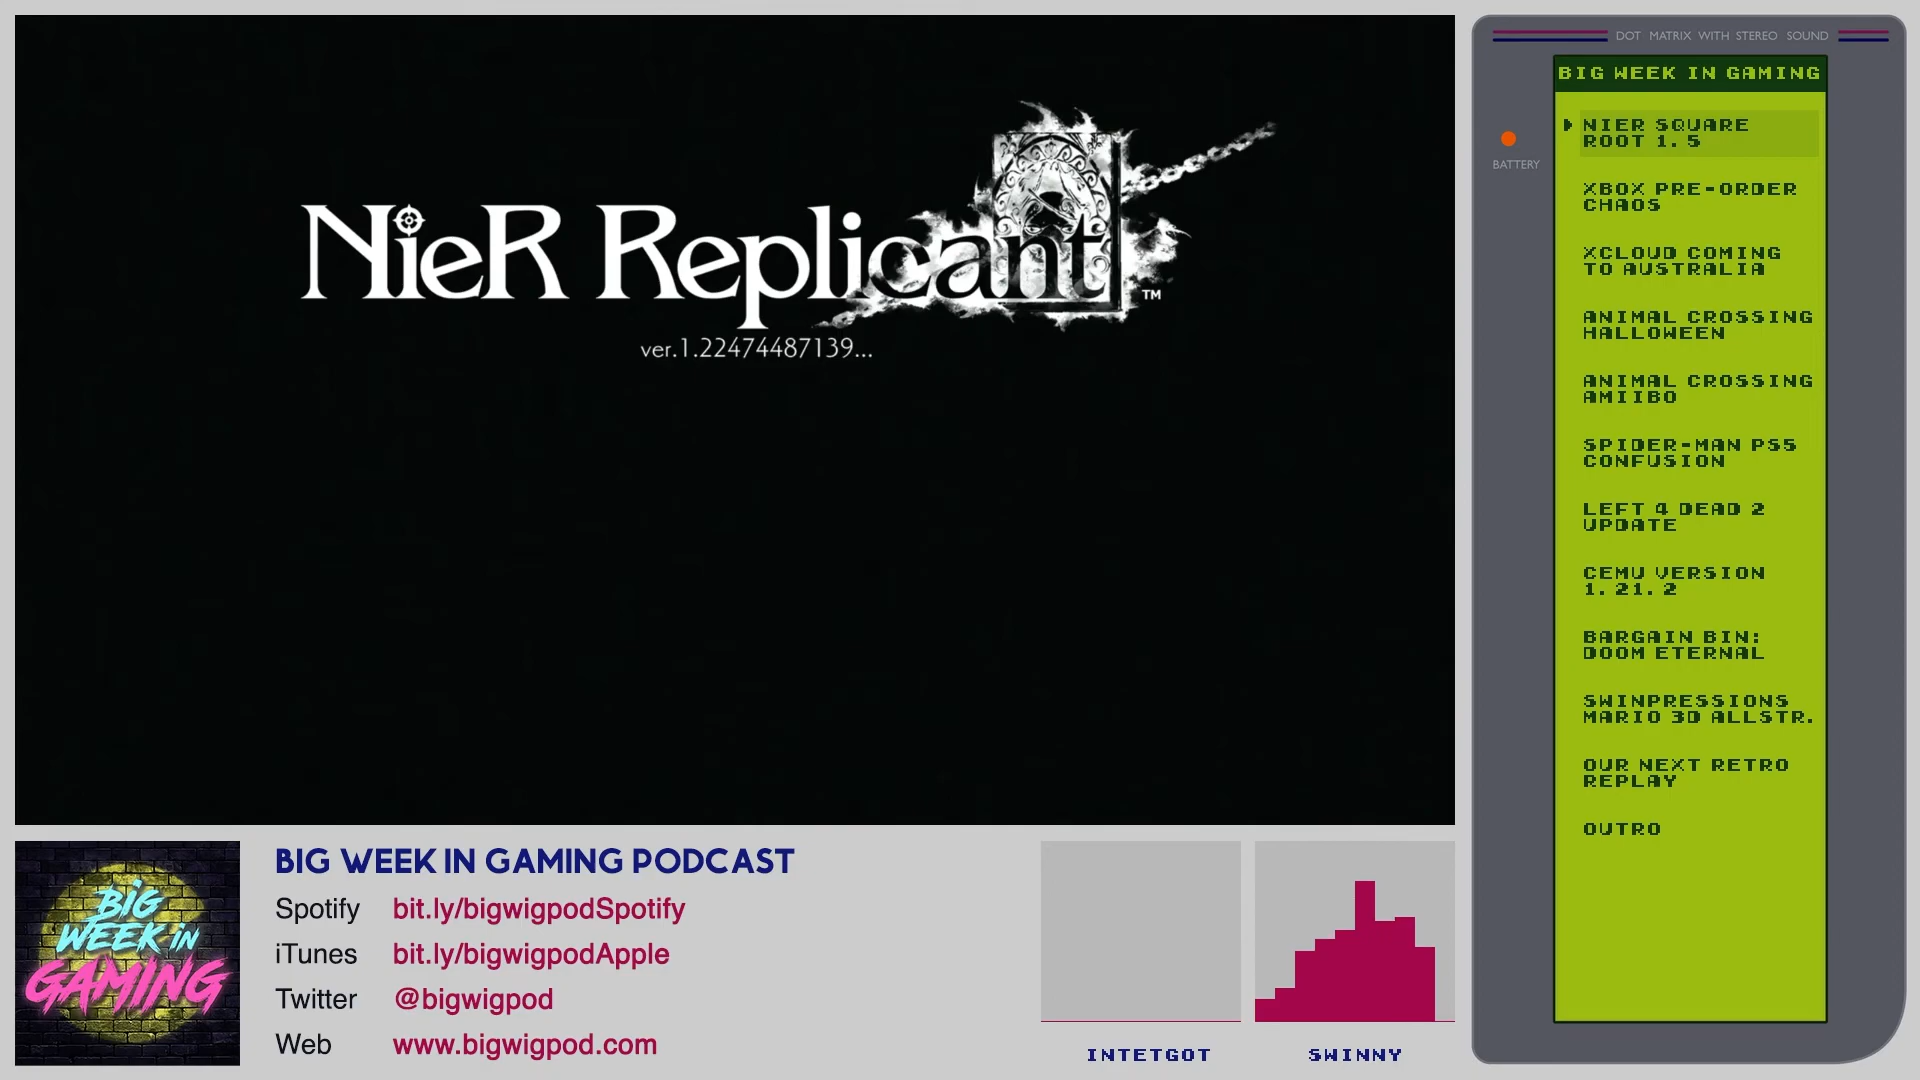 NieR Replicant
TM
ver.1.22474487139...
DOT MATRIX WITH STEREO SOUND
BATTERY
BIG WEEK IN GAMING
NIER SQUARE
ROOT 1.5
XBOX PRE-ORDER
CHAOS
XCLOUD COMING
TO AUSTRALIA
ANIMAL CROSSING
HALLOWEEN
ANIMAL CROSSING
AMIIBO
SPIDER-MAN PS5
CONFUSION
LEFT 4 DEAD 2
UPDATE
CEMU VERSION
1.21.2
BARGAIN BIN:
DOOM ETERNAL
SWINPRESSIONS
MARIO 3D ALLSTR.
OUR NEXT RETRO
REPLAY
OUTRO
BIG
WEEK IN
GAMING
BIG WEEK IN GAMING PODCAST
Spotify bit.ly/bigwigpodSpotify
iTunes bit.ly/bigwigpodApple
Twitter @bigwigpod
Web www.bigwigpod.com
INTETGOT
SWINNY